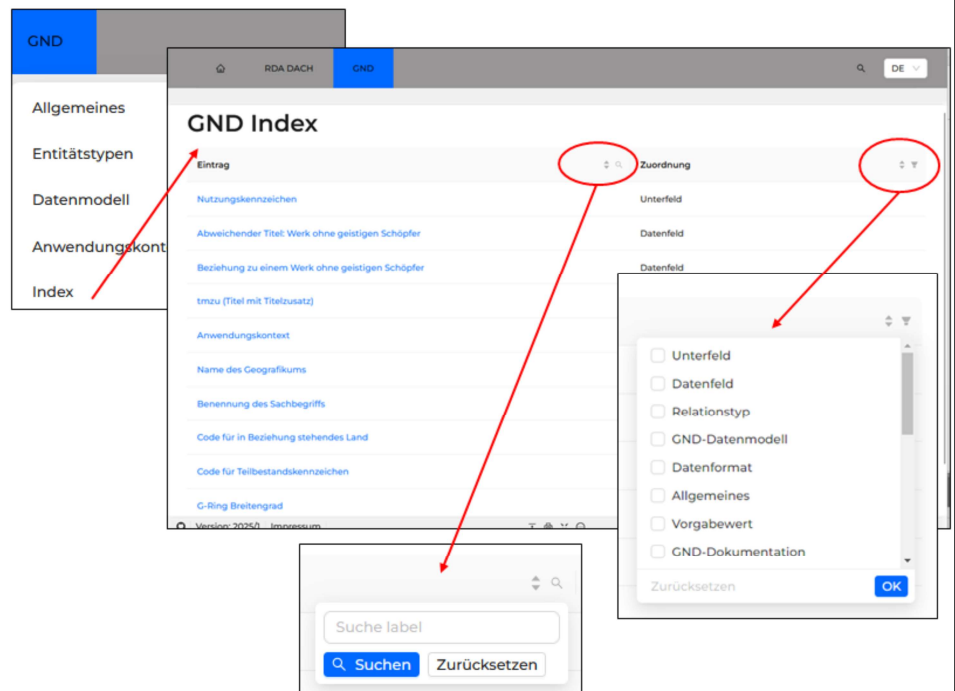 GND
Allgemeines
Entitätstypen
Datenmodell
Anwendungskont
Index
RDA DACH
GND
DE
GND Index
Eintrag
Zuordnung
Nutzungskennzeichen
Unterfeld
Abweichender Titel: Werk ohne geistigen Schöpfer
Datenfeld
Beziehung zu einem Werk ohne geistigen Schöpfer
Datenfeld
tmzu (Titel mit Titelzusatz)
Anwendungskontext
Name des Geografikums
Benennung des Sachbegriffs
Code für in Beziehung stehendes Land
Code für Teilbestandskennzeichen
G-Ring Breitengrad
Version: 2025/1 Impressum
Unterfeld
Datenfeld
Relationstyp
GND-Datenmodell
Datenformat
Allgemeines
Vorgabewert
GND-Dokumentation
Zurücksetzen
OK
Suche label
Suchen
Zurücksetzen